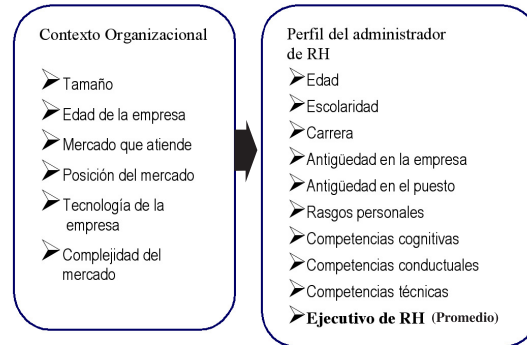 Contexto Organizacional
Tamaño
Edad de la empresa
Mercado que atiende
Posición del mercado
Tecnología de la
empresa
Complejidad del
mercado
Perfil del administrador
de RH
Edad
Escolaridad
Carrera
Antigüedad en la empresa
Antigüedad en el puesto
Rasgos personales
Competencias cognitivas
Competencias conductuales
Competencias técnicas
Ejecutivo de RH (Promedio)